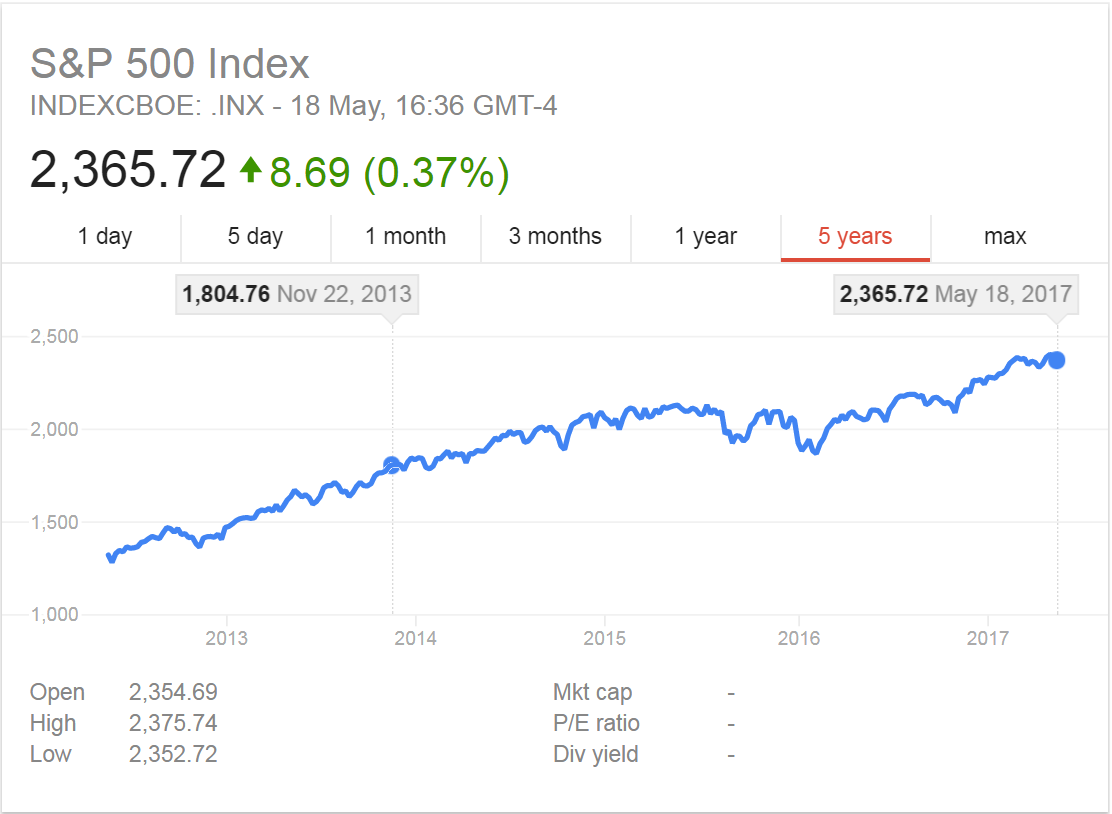 S&P 500 Index
INDEXCBOE: .INX - 18 May, 16:36 GMT-4
2,365.72 8.69 (0.37%)
1 day 5 day 1 month 3 months 1 year 5 years max
1,804.76 Nov 22, 2013 2,365.72 May 18, 2017
2,500
2,000
1,500
1,000
2013 2014 2015 2016 2017
Open 2,354.69 Mkt cap -
High 2,375.74 P/E ratio -
Low 2,352.72 Div yield -